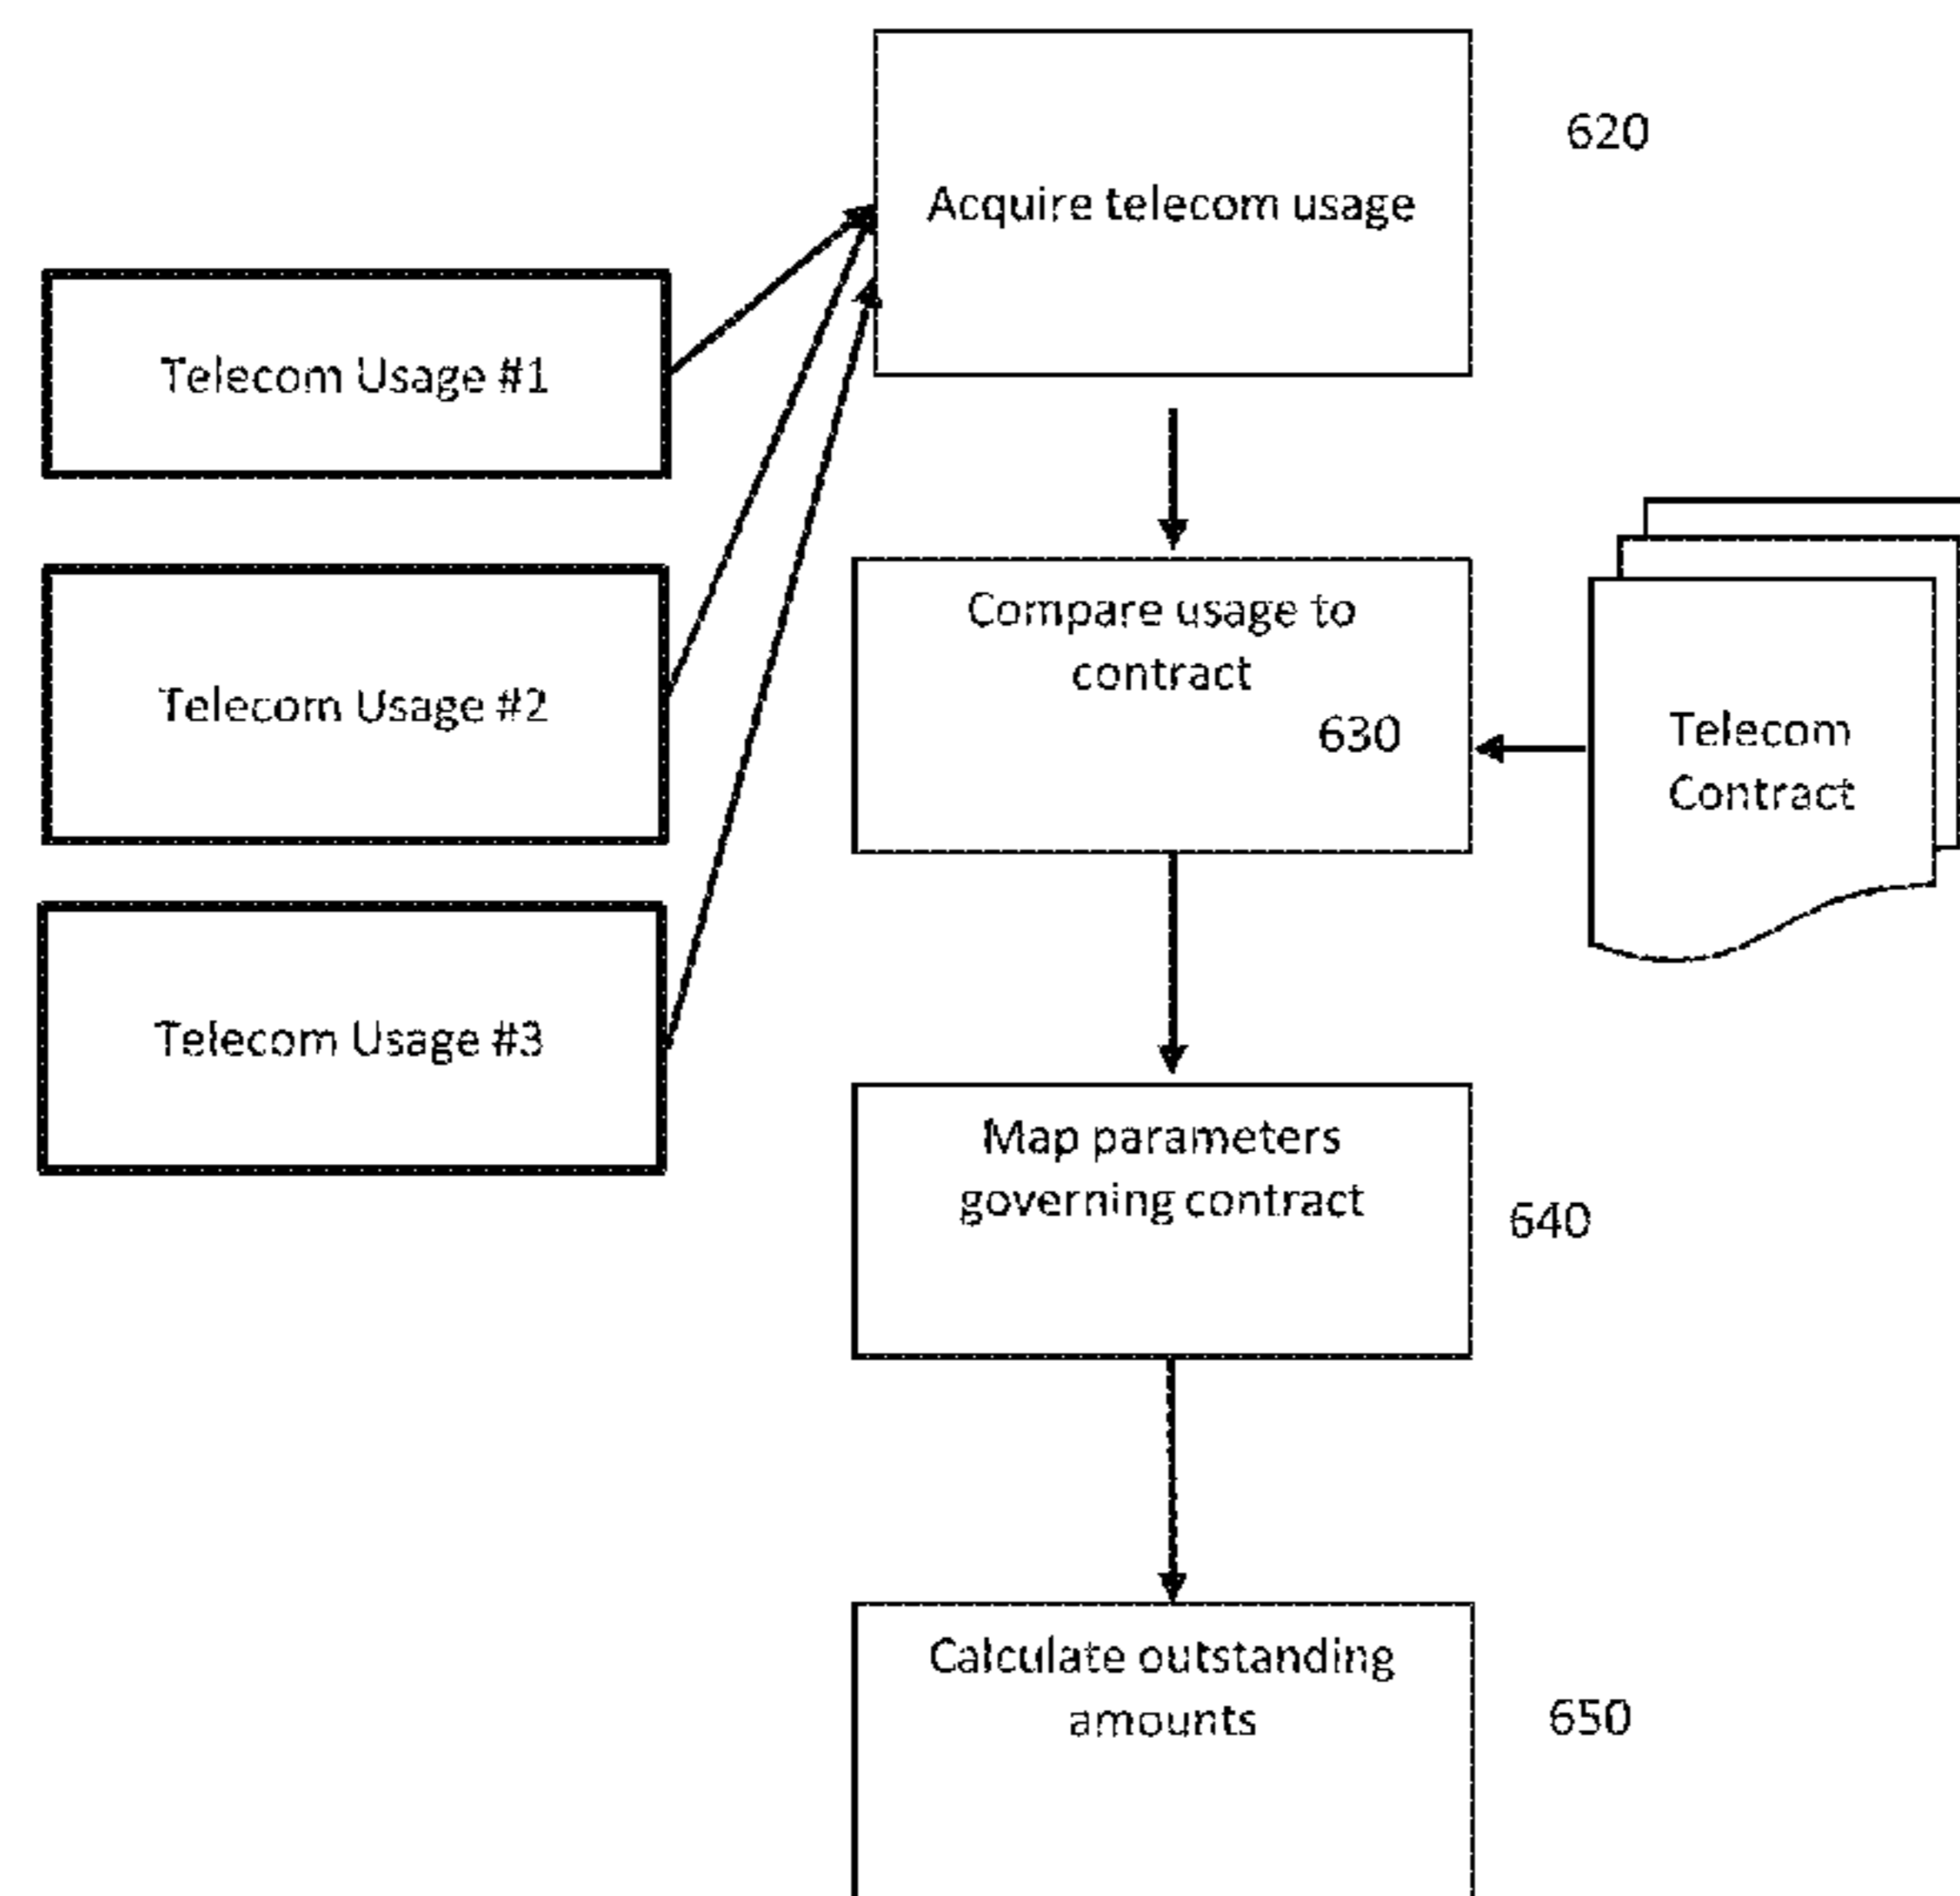 Acquire telecom usage
620
Telecom Usage #1
Telecom Usage #2
Telecom Usage #3
Compare usage to
contract
630
Telecom
Contract
Map parameters
governing contract
640
Calculate outstanding
amounts
650